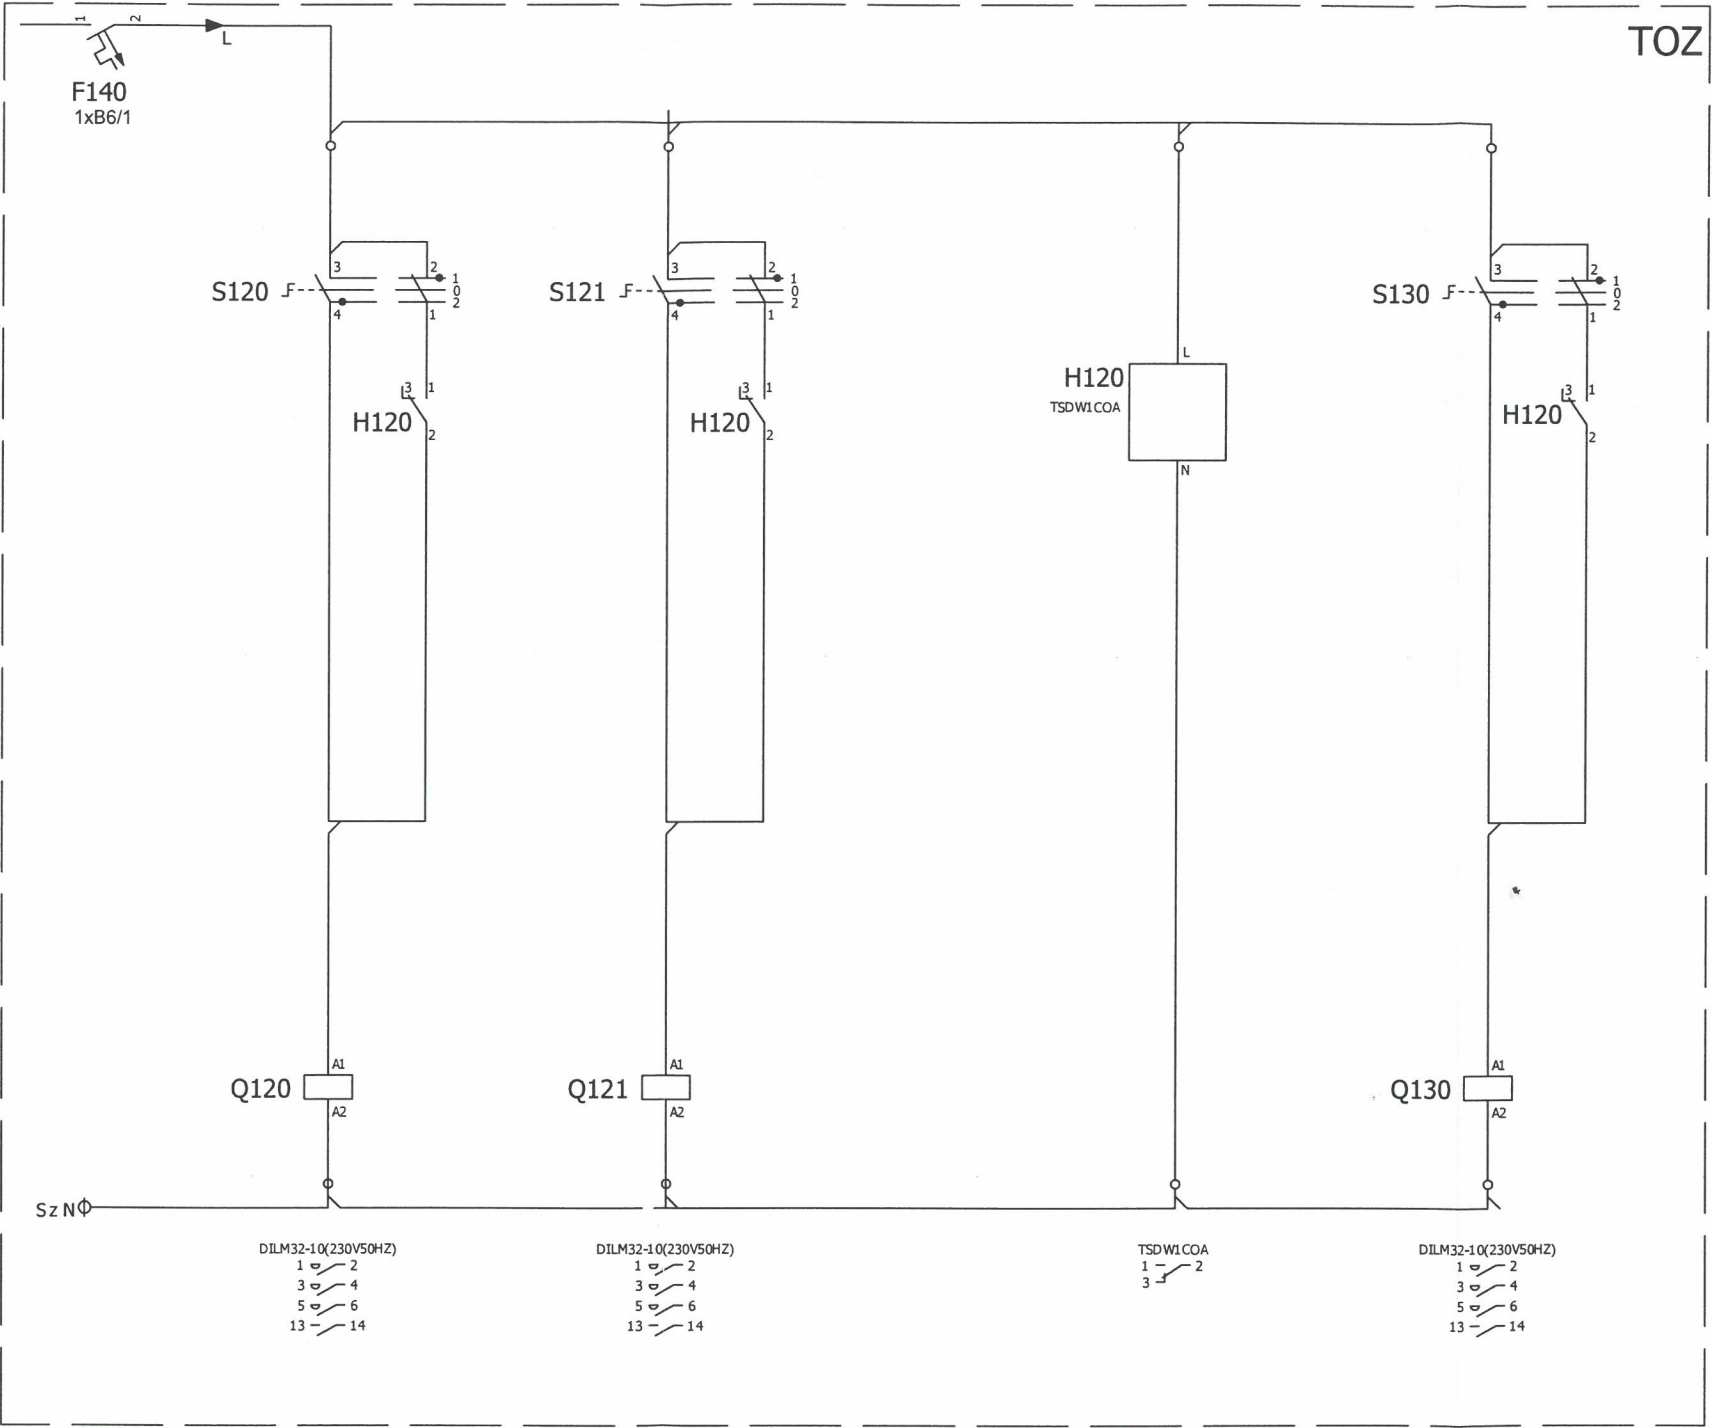 1 2
L
TOZ
F140
1xB6/1
3 2 1
S120 0
4 1 2
3 2 1
S121 0
4 1 2
3 2 1
S130 0
4 1 2
3 1
H120
2
3 1
H120
2
L
H120
TSDW1COA
N
3 1
H120
2
A1
Q120
A2
A1
Q121
A2
A1
Q130
A2
Sz N
DILM32-10(230V50HZ)
1 2
3 4
5 6
13 14
DILM32-10(230V50HZ)
1 2
3 4
5 6
13 14
TSDW1COA
1 2
3
DILM32-10(230V50HZ)
1 2
3 4
5 6
13 14